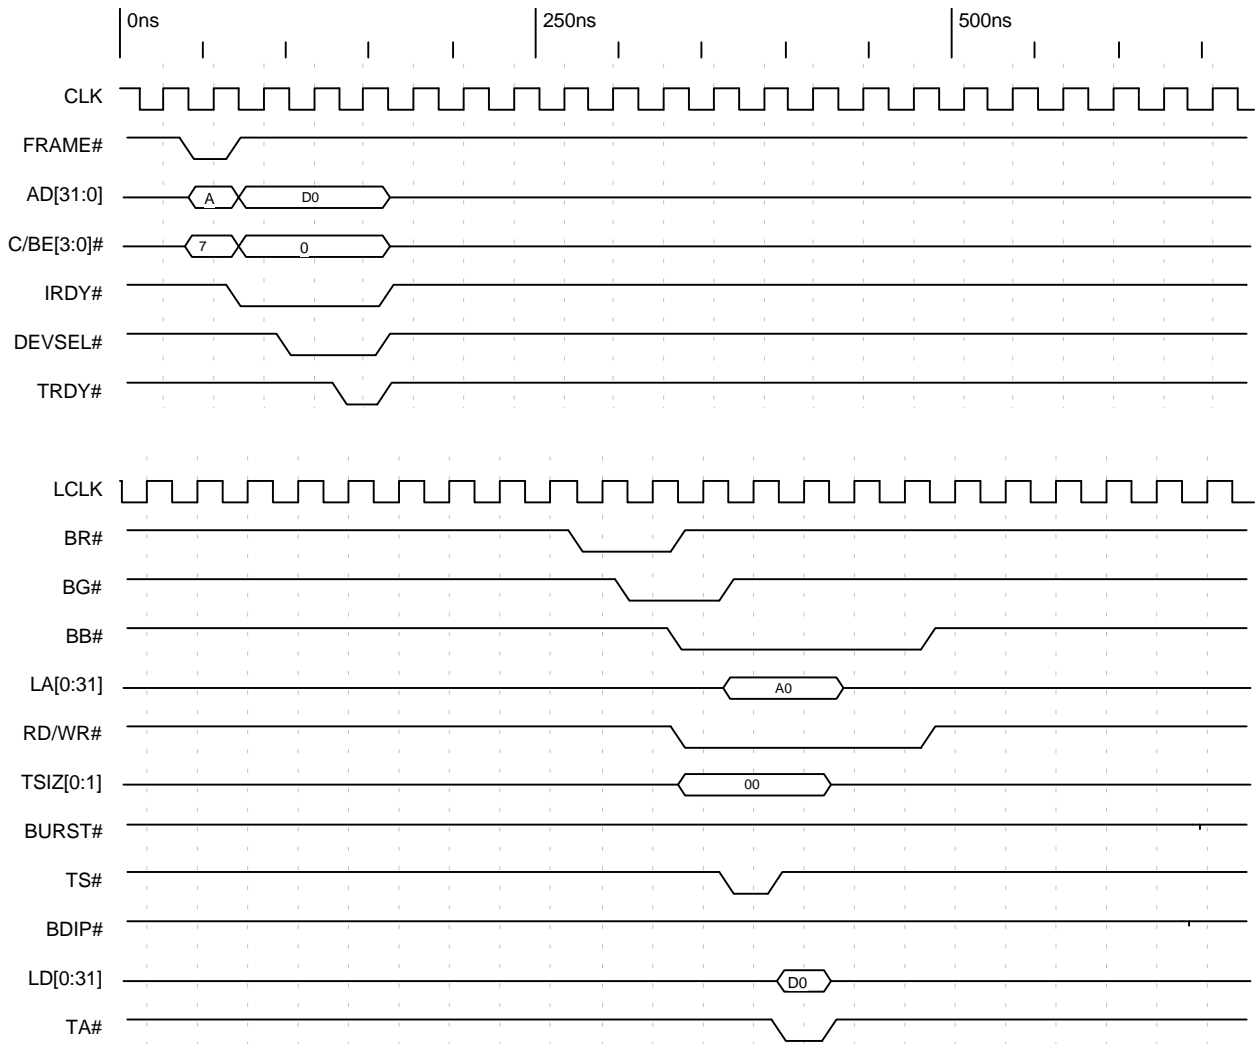 0ns 250ns 500ns
CLK
FRAME#
AD[31:0] A D0
C/BE[3:0]# 7 0
IRDY#
DEVSEL#
TRDY#
LCLK
BR#
BG#
BB#
LA[0:31] A0
RD/WR#
TSIZ[0:1] 00
BURST#
TS#
BDIP#
LD[0:31] D0
TA#